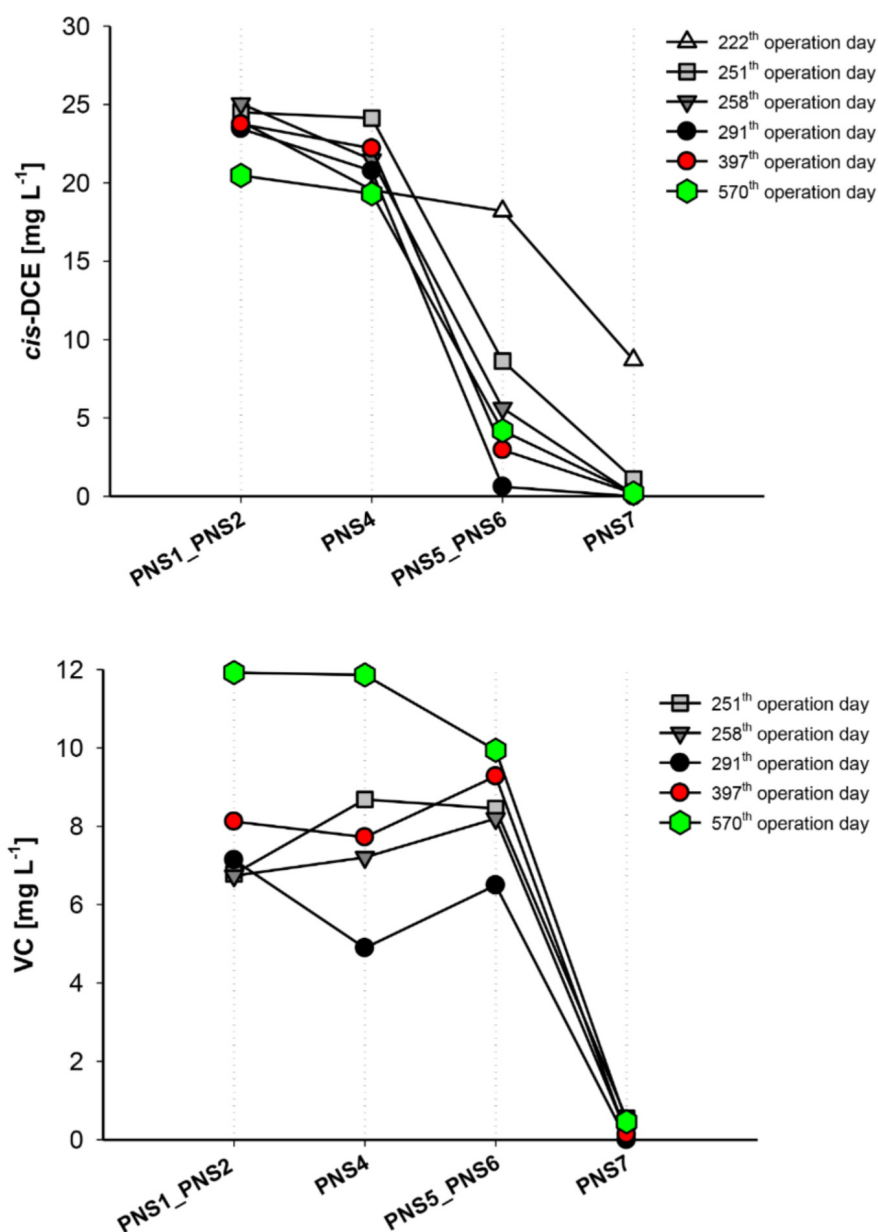 30
25
20
15
10
5
0
cis-DCE [mg L⁻¹]
PNS1_PNS2
PNS4
PNS5_PNS6
PNS7
222ᵗʰ operation day
251ᵗʰ operation day
258ᵗʰ operation day
291ᵗʰ operation day
397ᵗʰ operation day
570ᵗʰ operation day
12
10
8
6
4
2
0
VC [mg L⁻¹]
PNS1_PNS2
PNS4
PNS5_PNS6
PNS7
251ᵗʰ operation day
258ᵗʰ operation day
291ᵗʰ operation day
397ᵗʰ operation day
570ᵗʰ operation day